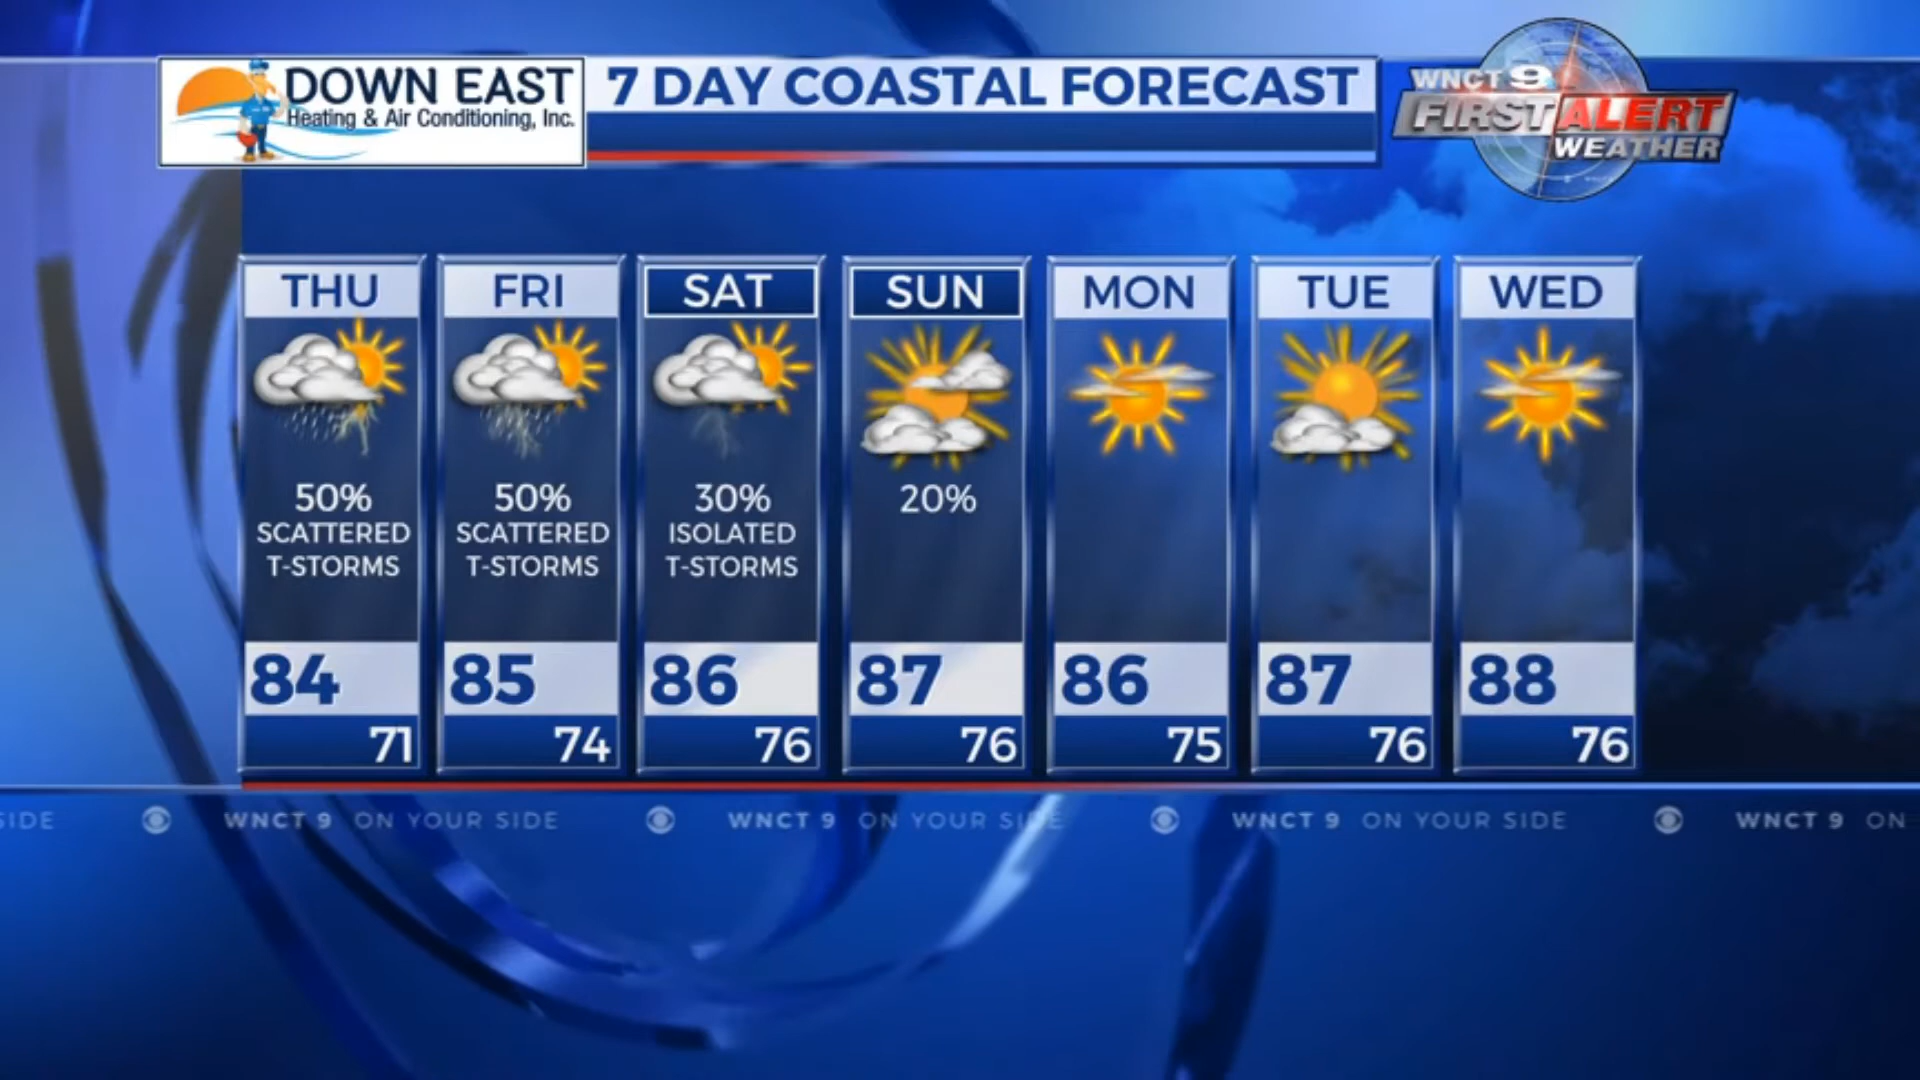 DOWN EAST
Heating & Air Conditioning, Inc.
7 DAY COASTAL FORECAST
WNCT 9
FIRST ALERT
WEATHER
THU
FRI
SAT
SUN
MON
TUE
WED
50%
SCATTERED
T-STORMS
50%
SCATTERED
T-STORMS
30%
ISOLATED
T-STORMS
20%
84
85
86
87
86
87
88
71
74
76
76
75
76
76
SIDE WNCT 9 ON YOUR SIDE WNCT 9 ON YOUR SIDE WNCT 9 ON YOUR SIDE WNCT 9 ON